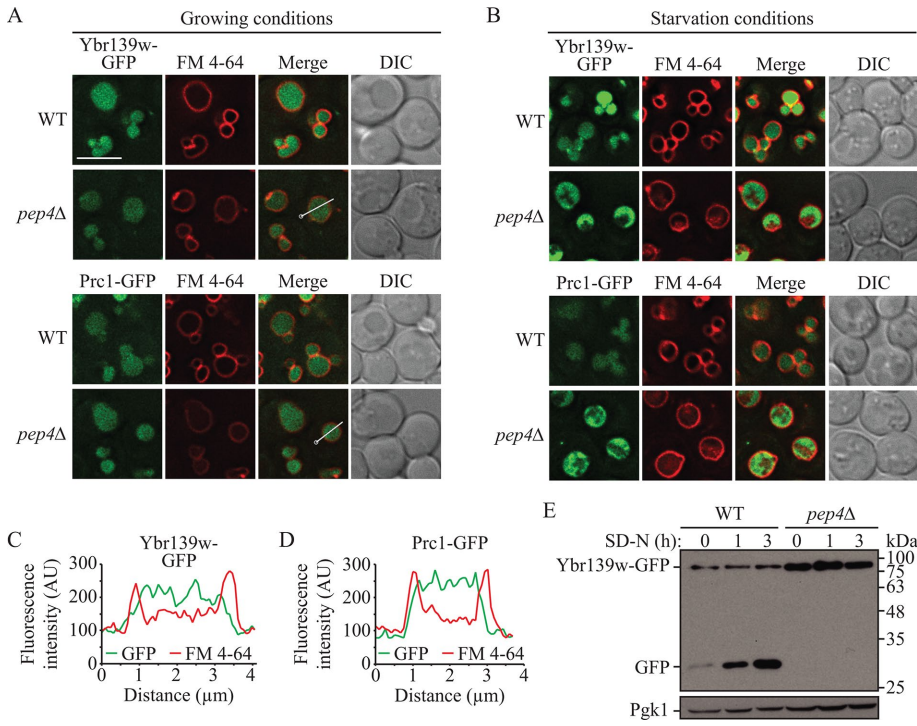 A
Growing conditions
Ybr139w-
GFP FM 4-64 Merge DIC
WT
pep4Δ
Prc1-GFP FM 4-64 Merge DIC
WT
pep4Δ
B
Starvation conditions
Ybr139w-
GFP FM 4-64 Merge DIC
WT
pep4Δ
Prc1-GFP FM 4-64 Merge DIC
WT
pep4Δ
C
Ybr139w-
GFP
Fluorescence
intensity (AU)
300
250
200
150
100
0
GFP FM 4-64
0 1 2 3 4
Distance (µm)
D
Prc1-GFP
Fluorescence
intensity (AU)
300
200
100
0
GFP FM 4-64
0 1 2 3 4
Distance (µm)
E
WT pep4Δ
SD-N (h): 0 1 3 0 1 3 kDa
Ybr139w-GFP
GFP
Pgk1
100
75
63
48
35
25